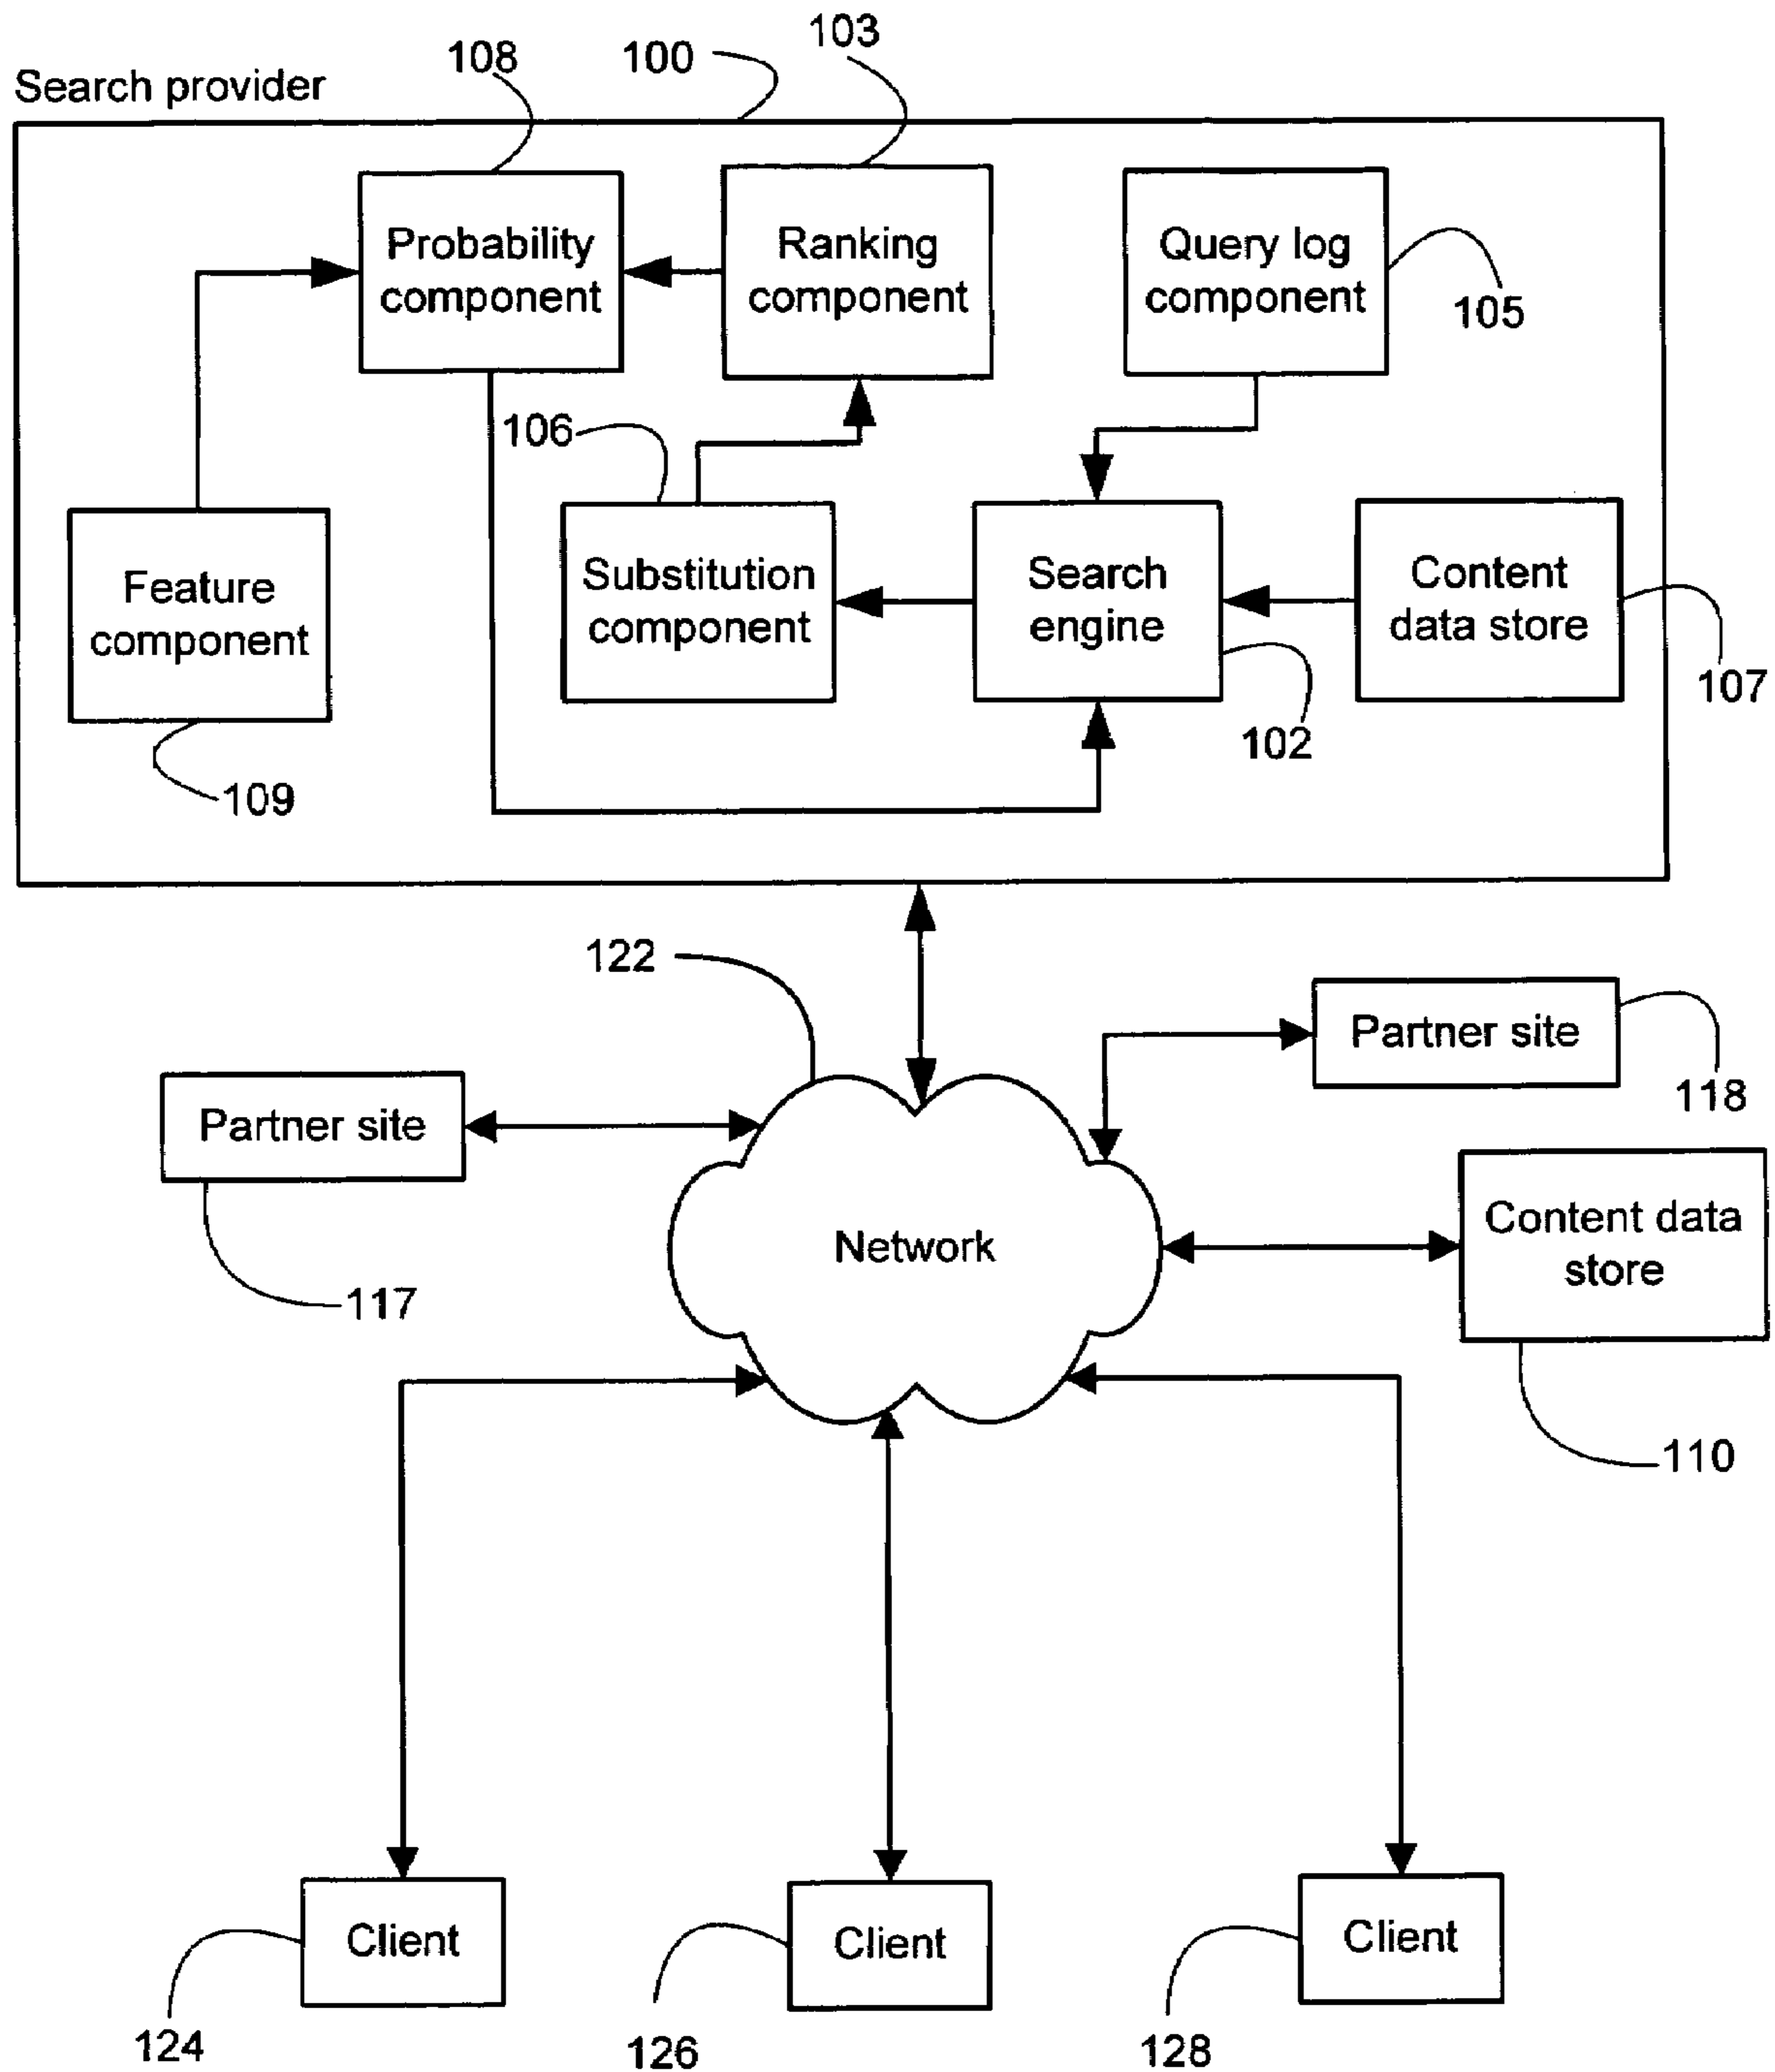 103
108
100
Search provider
Probability
component
Ranking
component
Query log
component
105
106
Feature
component
Substitution
component
Search
engine
Content
data store
107
102
109
122
Partner site
118
Partner site
117
Network
Content data
store
110
Client
Client
Client
124
126
128